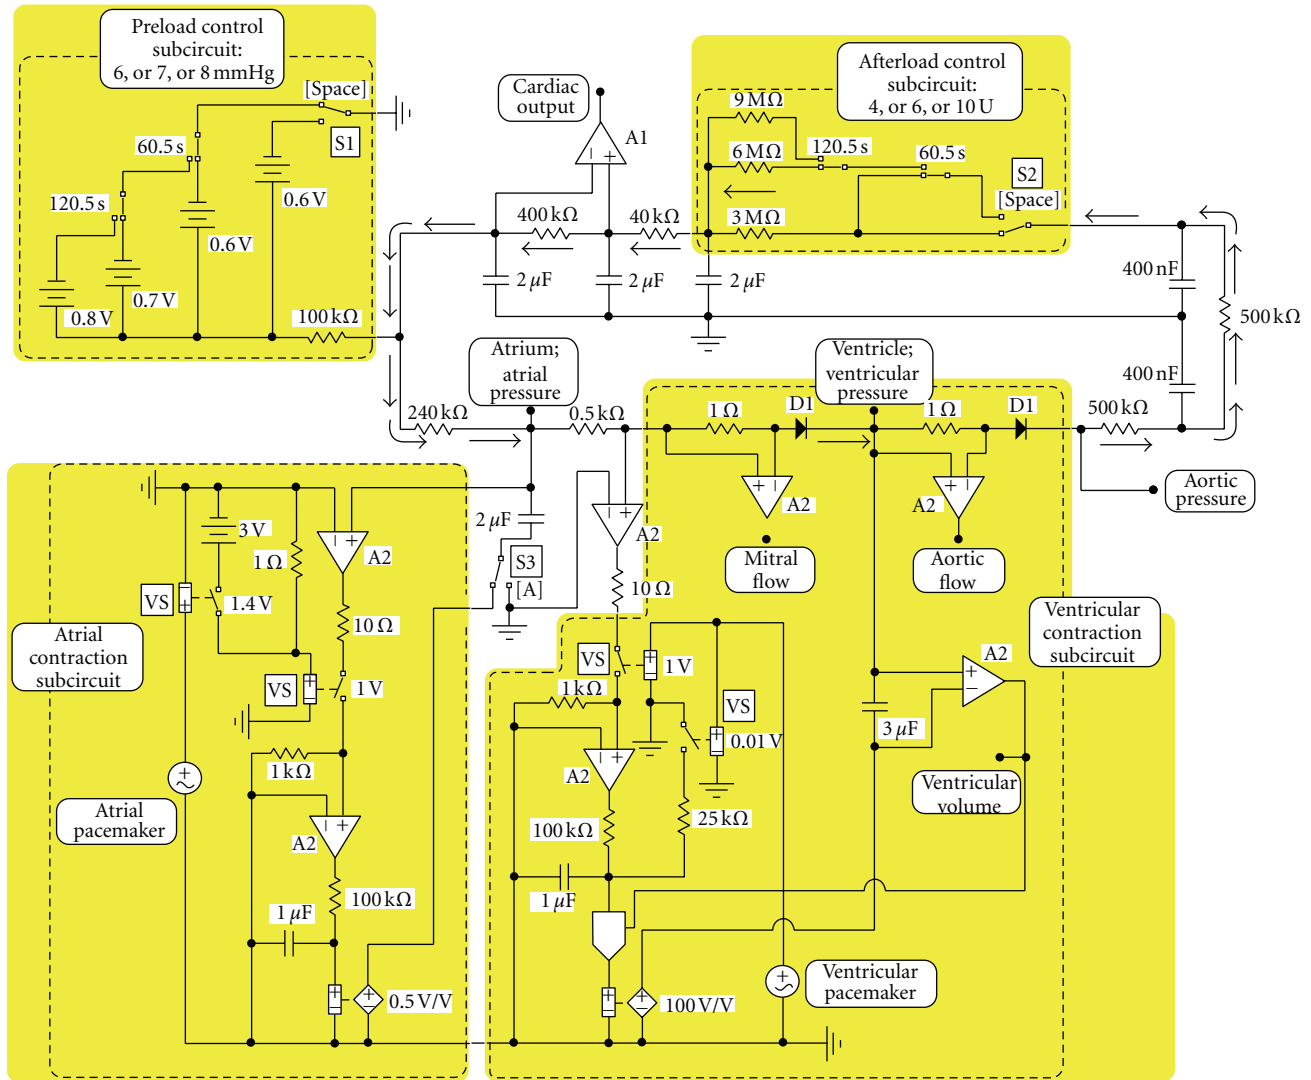 Preload control
subcircuit:
6, or 7, or 8 mmHg
[Space]
S1
60.5 s
120.5 s
0.6 V
0.6 V
0.7 V
0.8 V
100 kΩ
Cardiac
output
A1
− +
400 kΩ
40 kΩ
2 µF
2 µF
2 µF
Afterload control
subcircuit:
4, or 6, or 10 U
9 MΩ
6 MΩ
3 MΩ
120.5 s
60.5 s
S2
[Space]
400 nF
500 kΩ
400 nF
Atrium;
atrial
pressure
240 kΩ
0.5 kΩ
Ventricle;
ventricular
pressure
1 Ω
D1
1 Ω
D1
500 kΩ
Aortic
pressure
+ −
A2
Mitral
flow
+ −
A2
Aortic
flow
2 µF
S3
[A]
− +
A2
10 Ω
3 V
1 Ω
− +
A2
VS
+
1.4 V
10 Ω
Atrial
contraction
subcircuit
VS
+
1 V
1 kΩ
+
Atrial
pacemaker
− +
A2
100 kΩ
1 µF
+
−
+
−
0.5 V/V
VS
+
−
1 V
VS
+
−
0.01 V
1 kΩ
− +
A2
25 kΩ
100 kΩ
1 µF
+
−
+
−
100 V/V
+
Ventricular
pacemaker
Ventricular
contraction
subcircuit
A2
+
−
3 µF
Ventricular
volume